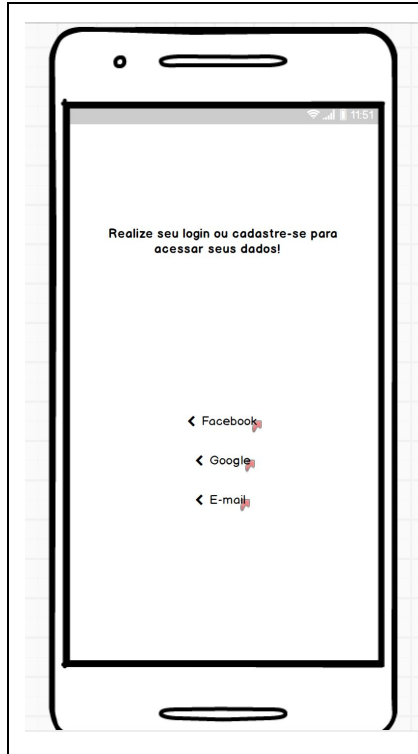 11:51
Realize seu login ou cadastre-se para
acessar seus dados!
Facebook
Google
E-mail